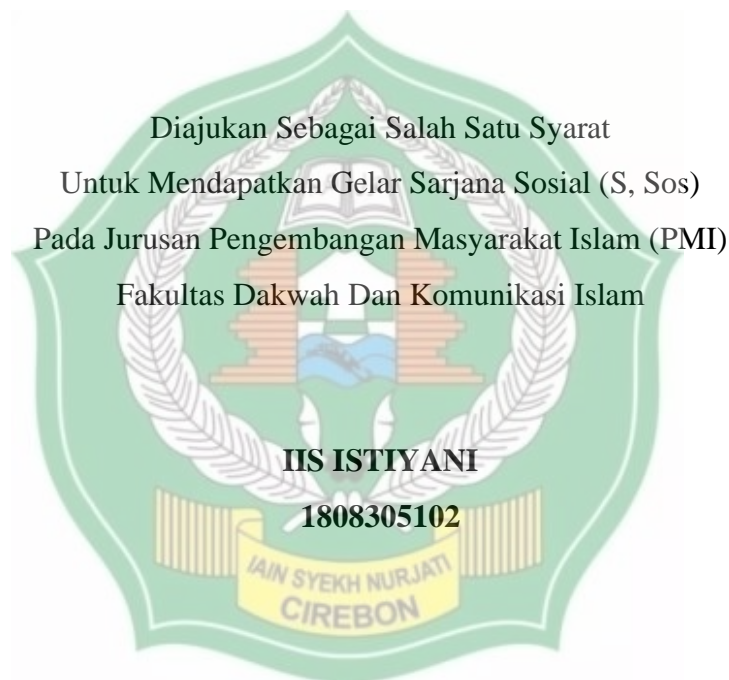 Diajukan Sebagai Salah Satu Syarat
Untuk Mendapatkan Gelar Sarjana Sosial (S, Sos)
Pada Jurusan Pengembangan Masyarakat Islam (PMI)
Fakultas Dakwah Dan Komunikasi Islam
IIS ISTIYANI
1808305102
IAIN SYEKH NURJATI
CIREBON